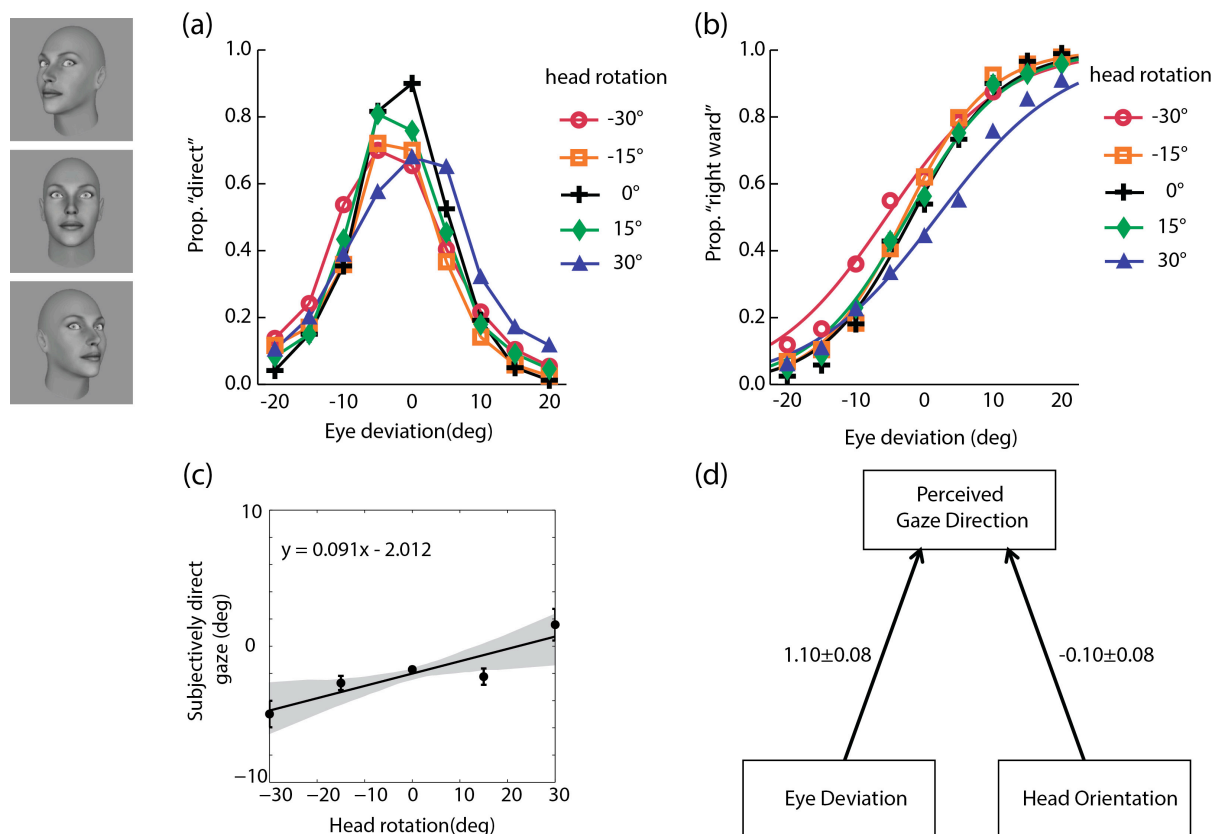 (a)
1.0
0.8
0.6
0.4
0.2
0.0
Prop. “direct”
-20
-10
0
10
20
Eye deviation(deg)
head rotation
-30°
-15°
0°
15°
30°
(b)
1.0
0.8
0.6
0.4
0.2
0.0
Prop. “right ward”
-20
-10
0
10
20
Eye deviation (deg)
head rotation
-30°
-15°
0°
15°
30°
(c)
10
0
−10
Subjectively direct
gaze (deg)
y = 0.091x - 2.012
−30
−20
−10
0
10
20
30
Head rotation(deg)
(d)
Perceived
Gaze Direction
1.10±0.08
-0.10±0.08
Eye Deviation
Head Orientation